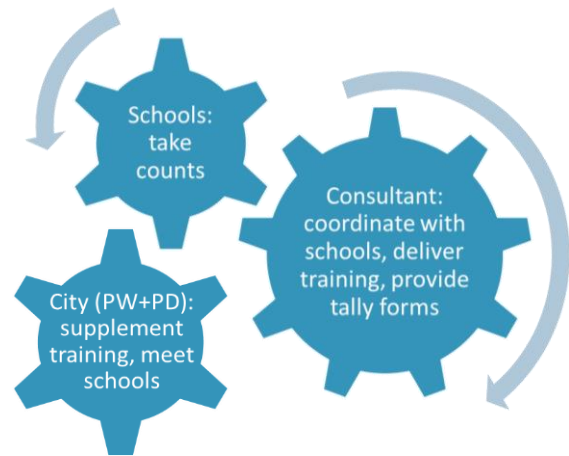 Schools:
take
counts
Consultant:
coordinate with
schools, deliver
training, provide
tally forms
City (PW+PD):
supplement
training, meet
schools